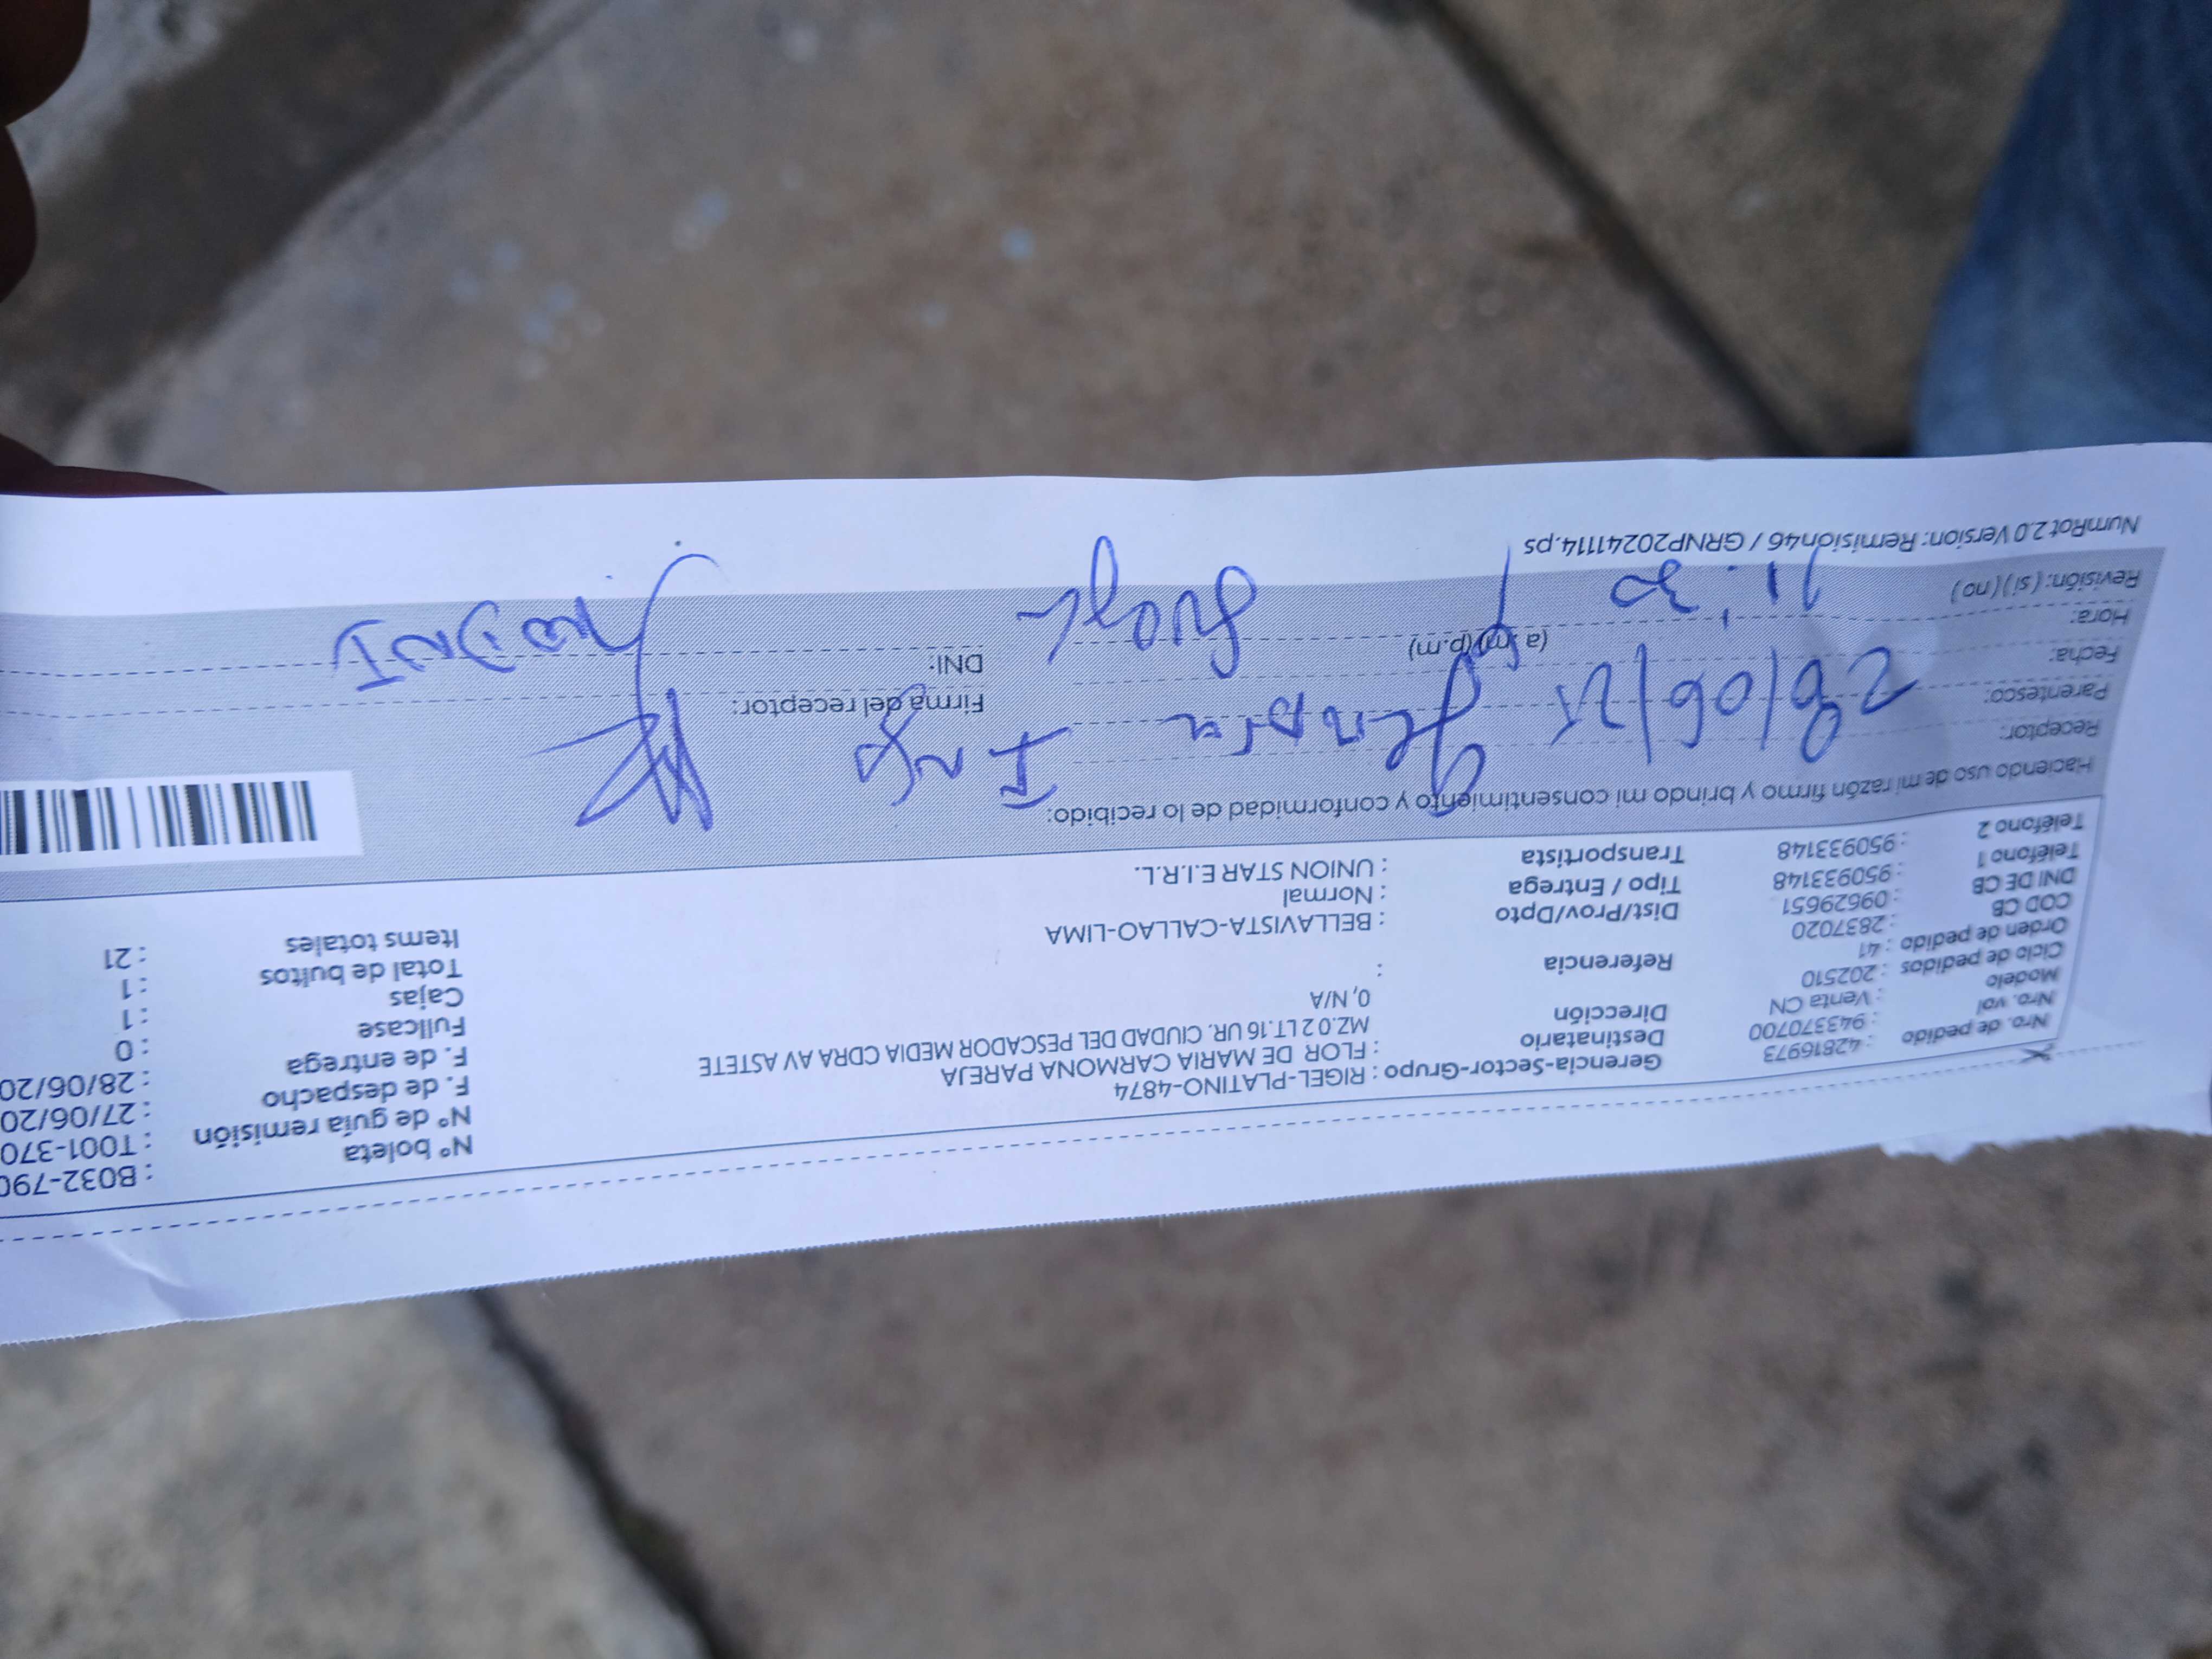 Nro. de pedido : 42816973
Nro. vol : 943370700
Modelo : Venta CN
Ciclo de pedidos : 202510
Orden de pedido : 41
COD CB : 2837020
DNI DE CB : 09629651
Teléfono 1 : 950933148
Teléfono 2 : 950933148
Gerencia-Sector-Grupo : RIGEL-PLATINO-4874
Destinatario : FLOR DE MARIA CARMONA PAREJA
Dirección MZ.0 2 LT.16 UR. CIUDAD DEL PESCADOR MEDIA CDRA AV ASTETE
0, N/A
Referencia :
Dist/Prov/Dpto : BELLAVISTA-CALLAO-LIMA
Tipo / Entrega : Normal
Transportista : UNION STAR E.I.R.L.
Nº boleta : B032-790
Nº de guía remisión : T001-370
F. de despacho : 27/06/20
F. de entrega : 28/06/20
Fullcase : 0
Cajas : 1
Total de bultos : 1
Items totales : 21
Haciendo uso de mi razón firmo y brindo mi consentimiento y conformidad de lo recibido:
Receptor:
Parentesco:
Fecha: 28/06/25
Hora: 11:30 (a.m) (p.m)
Revisión: ( si ) ( no )
Firma del receptor:
DNI: no DNI
NumRot 2.0 Version: Remision46 / GRNP20241114.ps